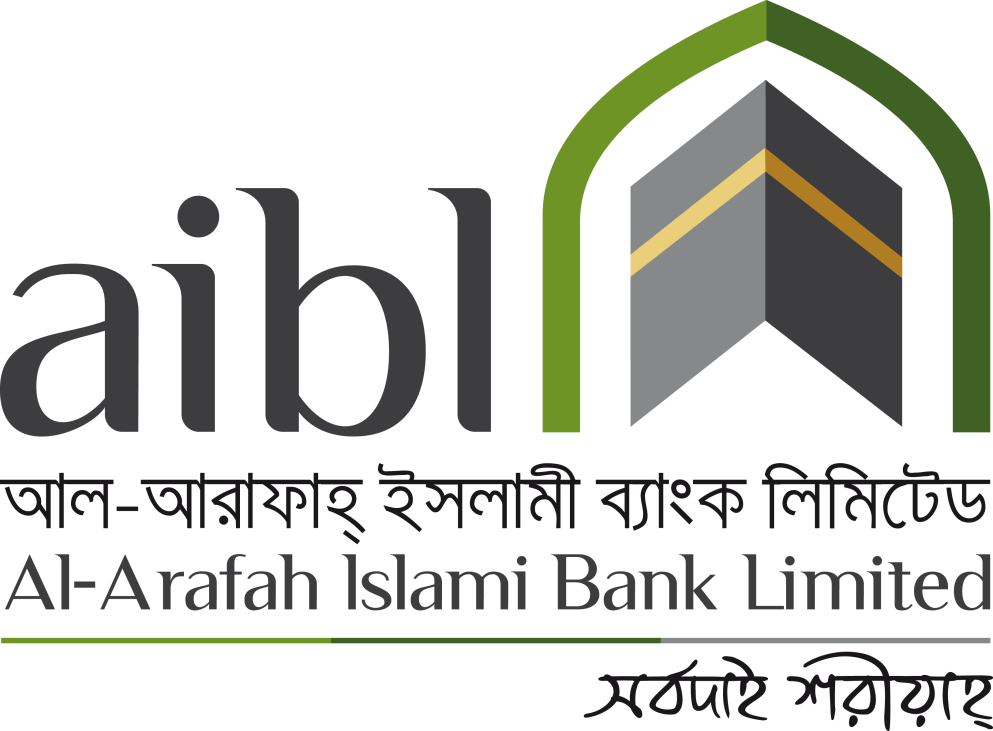 aibl
আল-আরাফাহ্ ইসলামী ব্যাংক লিমিটেড
Al-Arafah Islami Bank Limited
সর্বদাই শরীয়াহ্